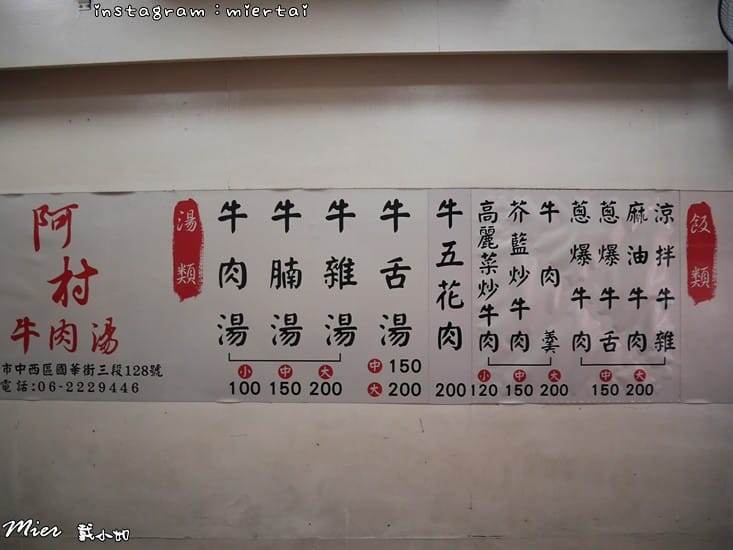 instagram：miertai
阿村
牛肉湯
市中西區國華街三段128號
電話:06-2229446
湯類
牛肉湯
牛腩湯
牛雜湯
小 中 大
100 150 200
牛舌湯
中 150
大 200
牛五花肉
200
高麗菜炒牛肉
芥藍炒牛肉
牛肉羹
小 中 大
120 150 200
蔥爆牛肉
蔥爆牛舌
麻油牛肉
涼拌牛雜
中 大
150 200
飯類
Mier 戴小如